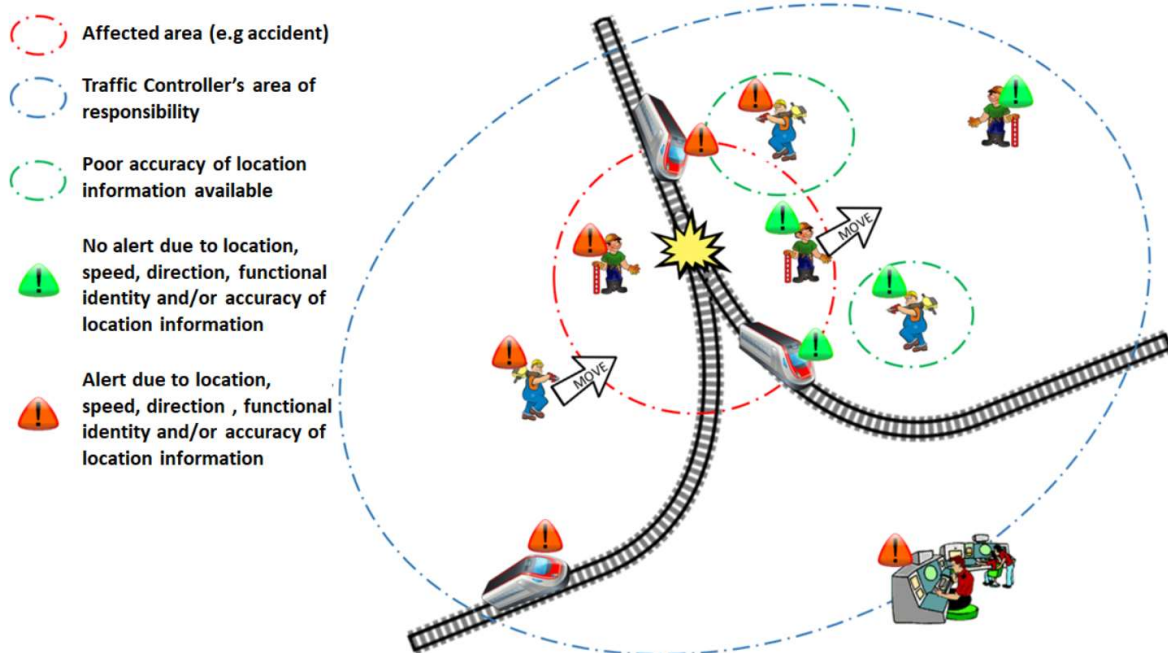 Affected area (e.g accident)
Traffic Controller's area of
responsibility
Poor accuracy of location
information available
No alert due to location,
speed, direction, functional
identity and/or accuracy of
location information
Alert due to location,
speed, direction , functional
identity and/or accuracy of
location information
MOVE
MOVE